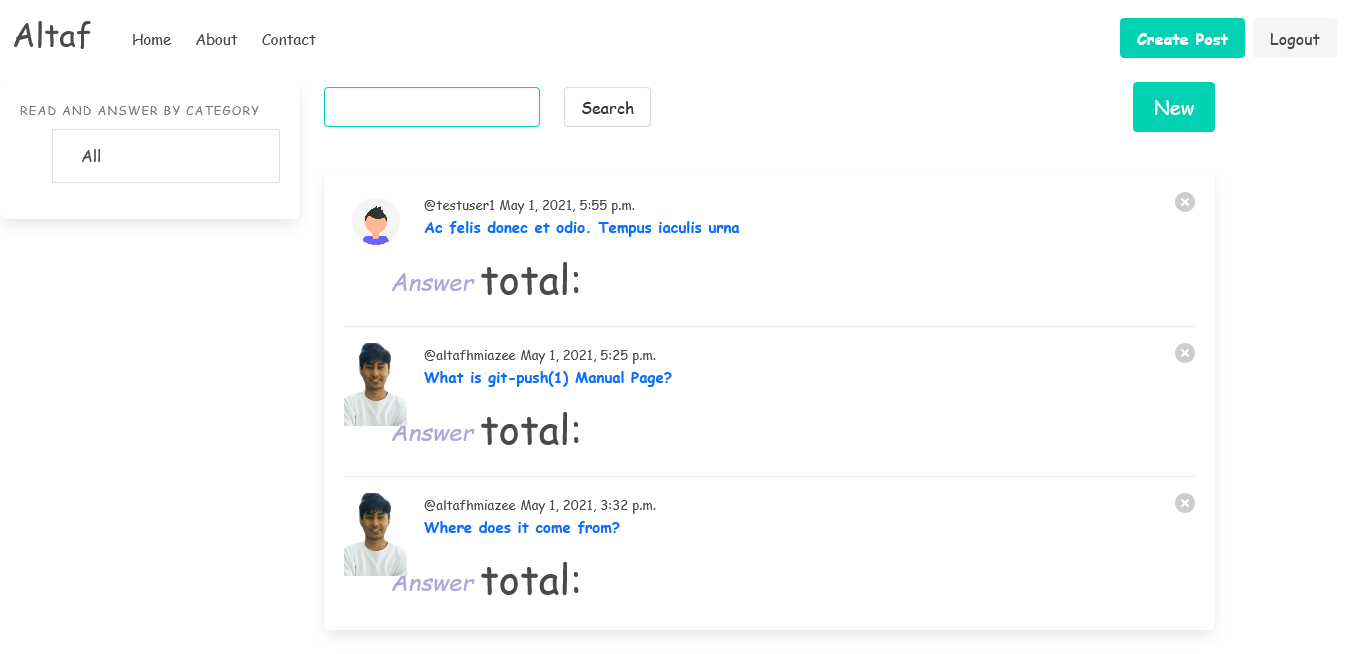 Altaf Home About Contact Create Post Logout
READ AND ANSWER BY CATEGORY
All
Search New
@testuser1 May 1, 2021, 5:55 p.m.
Ac felis donec et odio. Tempus iaculis urna
Answer total:
@altafhmiazee May 1, 2021, 5:25 p.m.
What is git-push(1) Manual Page?
Answer total:
@altafhmiazee May 1, 2021, 3:32 p.m.
Where does it come from?
Answer total: